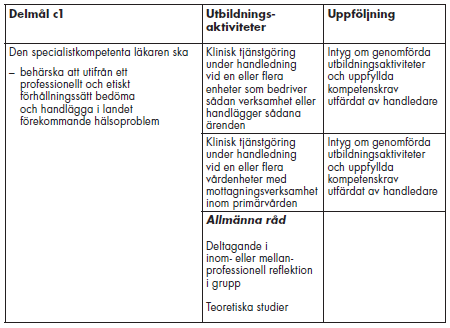 Delmål c1
Den specialistkompetenta läkaren ska
– behärska att utifrån ett
professionellt och etiskt
förhållningssätt bedöma
och handlägga i landet
förekommande hälsoproblem
Utbildnings-
aktiviteter
Klinisk tjänstgöring
under handledning
vid en eller flera
enheter som bedriver
sådan verksamhet eller
handlägger sådana
ärenden
Klinisk tjänstgöring
under handledning
vid en eller flera
vårdenheter med
mottagningsverksamhet
inom primärvården
Allmänna råd
Deltagande i
inom- eller mellan-
professionell reflektion
i grupp
Teoretiska studier
Uppföljning
Intyg om genomförda
utbildningsaktiviteter
och uppfyllda
kompetenskrav
utfärdat av handledare
Intyg om genomförda
utbildningsaktiviteter
och uppfyllda
kompetenskrav
utfärdat av handledare